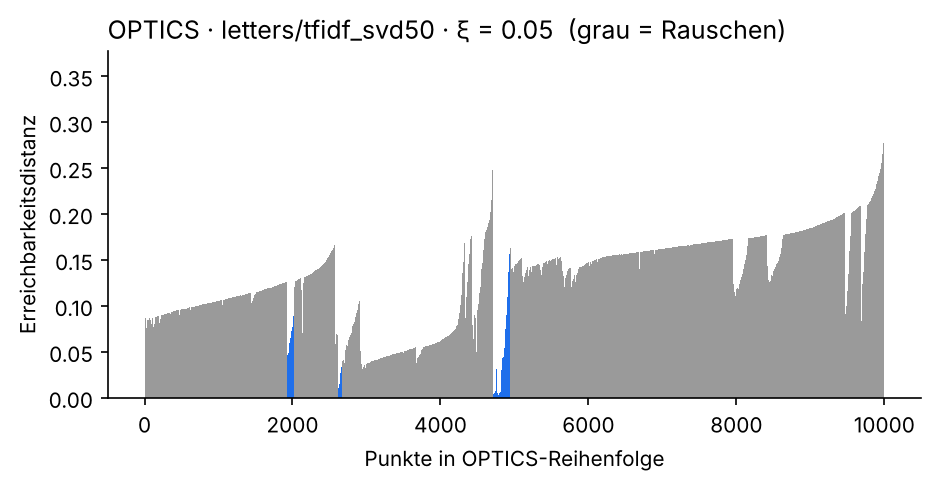 OPTICS · letters/tfidf_svd50 · ξ = 0.05  (grau = Rauschen)
Erreichbarkeitsdistanz
0.35
0.30
0.25
0.20
0.15
0.10
0.05
0.00
0 2000 4000 6000 8000 10000
Punkte in OPTICS-Reihenfolge